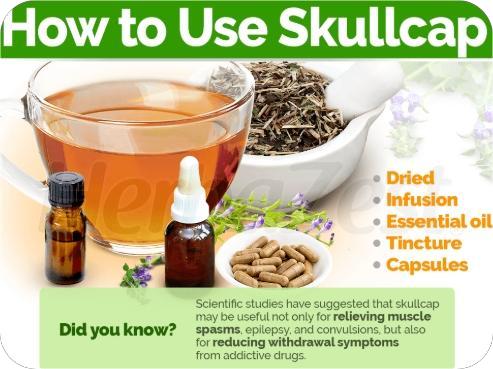 How to Use Skullcap
HerbaZest
Dried
Infusion
Essential oil
Tincture
Capsules
Did you know?
Scientific studies have suggested that skullcap
may be useful not only for relieving muscle
spasms, epilepsy, and convulsions, but also
for reducing withdrawal symptoms
from addictive drugs.